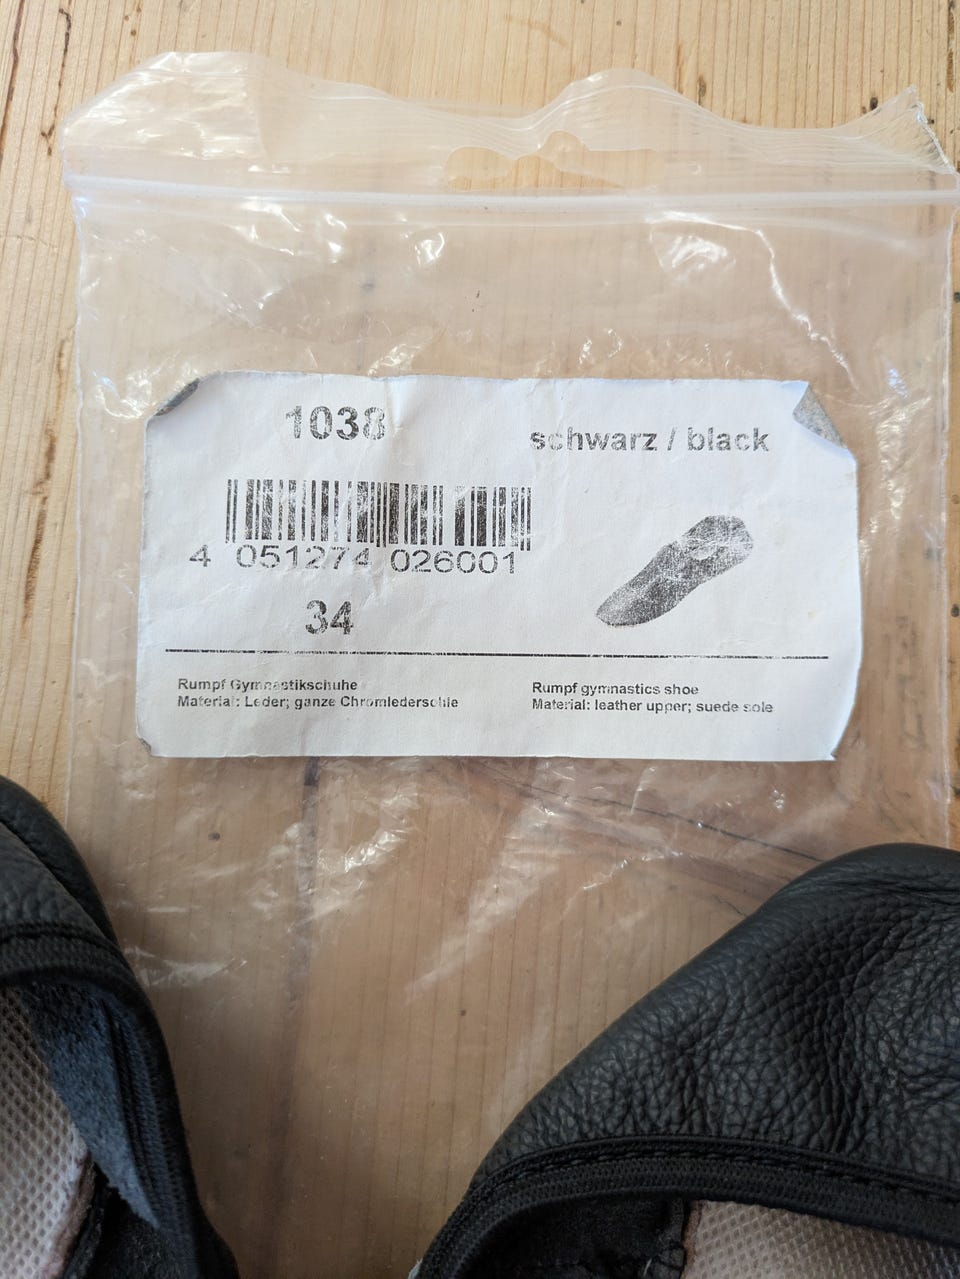 1038
schwarz / black
4 051274 026001
34
Rumpf Gymnastikschuhe
Material: Leder; ganze Chromledersohle
Rumpf gymnastics shoe
Material: leather upper; suede sole